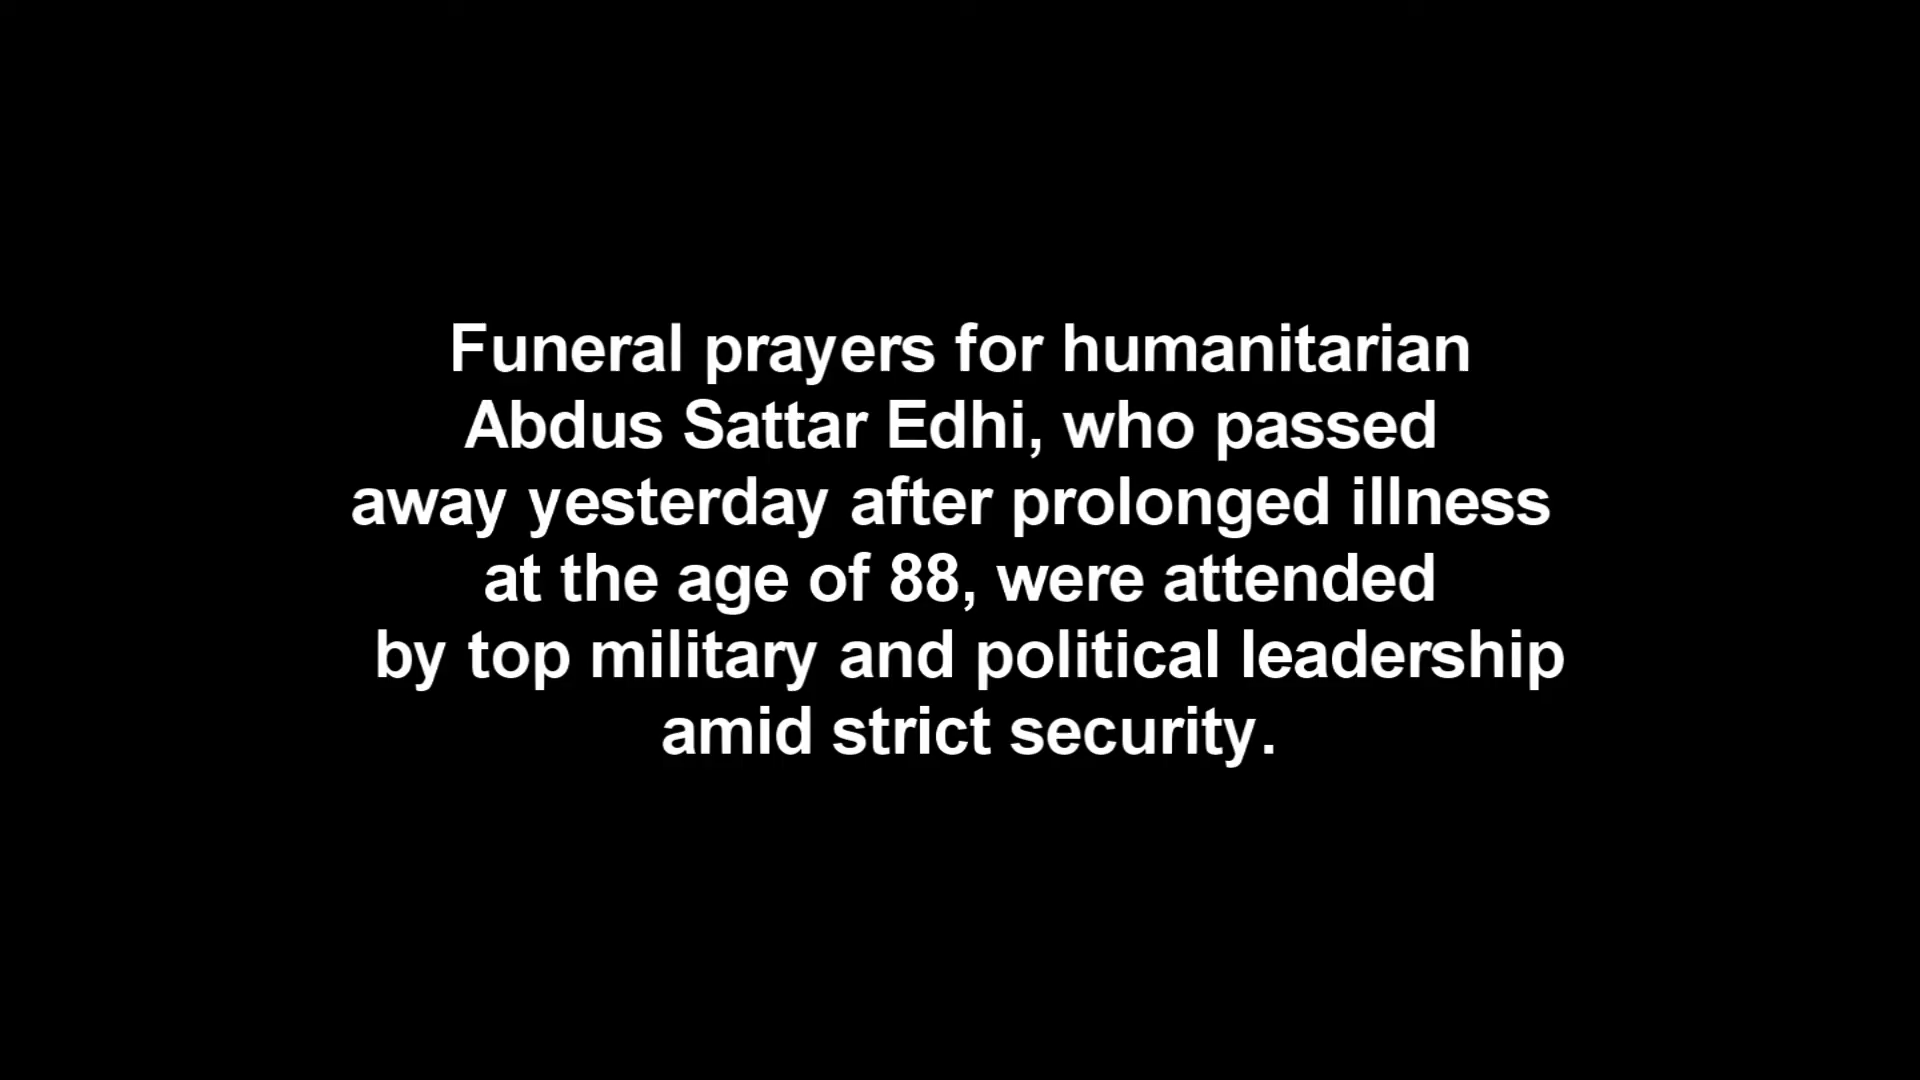 Funeral prayers for humanitarian
Abdus Sattar Edhi, who passed
away yesterday after prolonged illness
at the age of 88, were attended
by top military and political leadership
amid strict security.